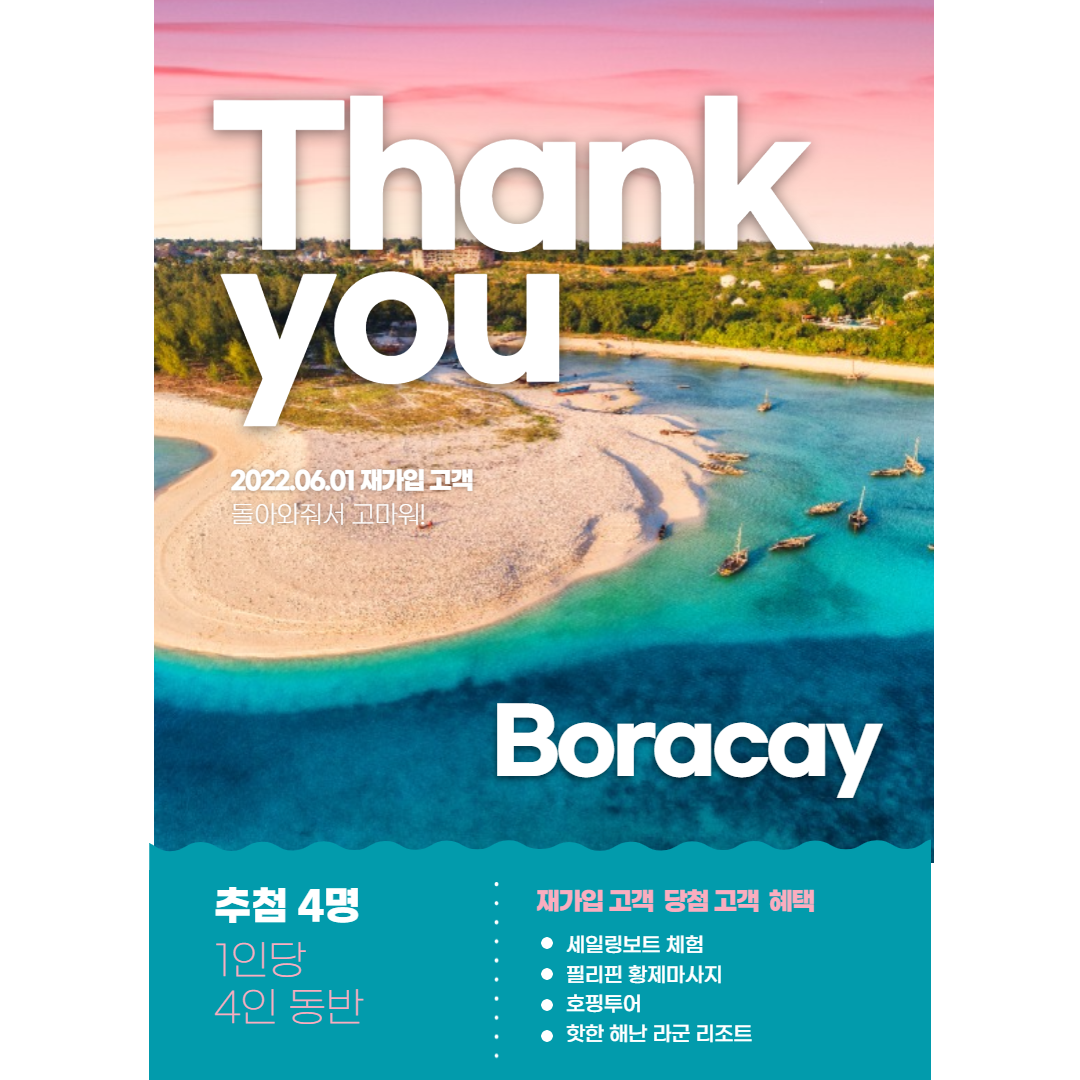 Thank
you
2022.06.01 재가입 고객
돌아와줘서 고마워!
Boracay
추첨 4명
1인당
4인 동반
재가입 고객 당첨 고객 혜택
● 세일링보트 체험
● 필리핀 황제마사지
● 호핑투어
● 핫한 해난 라군 리조트